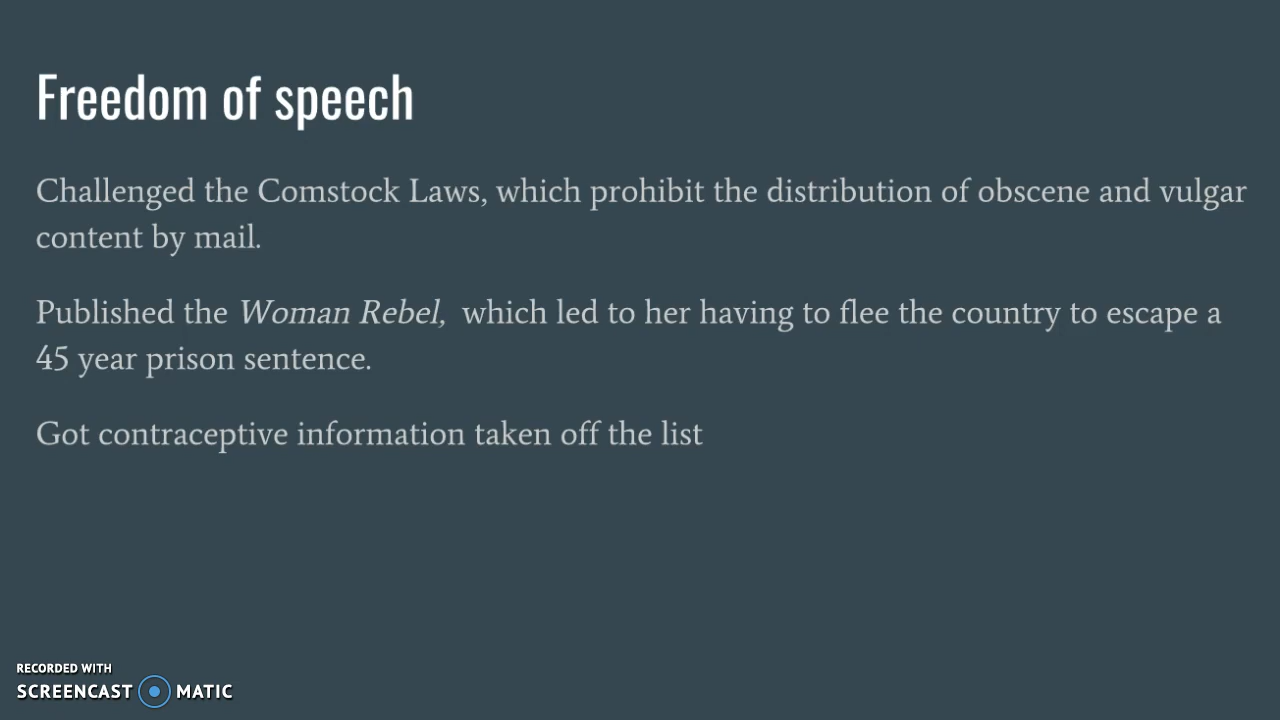 Freedom of speech
Challenged the Comstock Laws, which prohibit the distribution of obscene and vulgar
content by mail.
Published the Woman Rebel, which led to her having to flee the country to escape a
45 year prison sentence.
Got contraceptive information taken off the list
RECORDED WITH
SCREENCAST MATIC